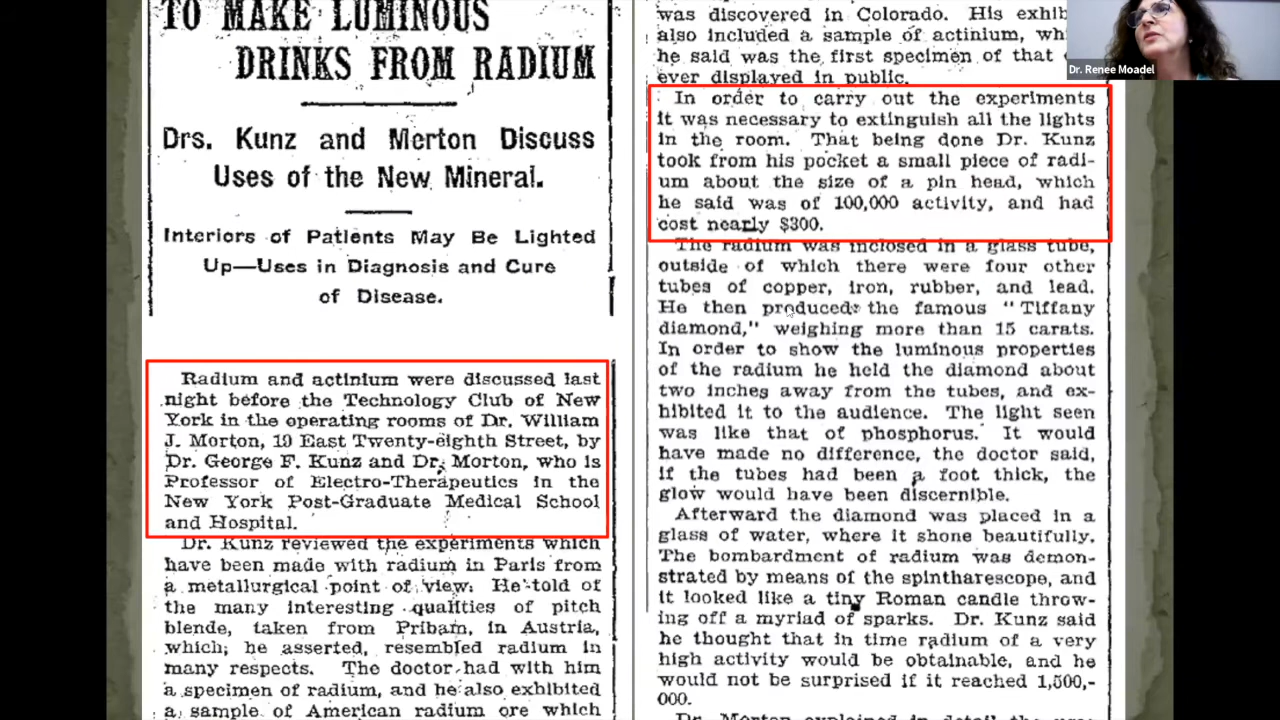 TO MAKE LUMINOUS
DRINKS FROM RADIUM
Drs. Kunz and Morton Discuss
Uses of the New Mineral.
Interiors of Patients May Be Lighted
Up—Uses in Diagnosis and Cure
of Disease.
Radium and actinium were discussed last
night before the Technology Club of New
York in the operating rooms of Dr. William
J. Morton, 19 East Twenty-eighth Street, by
Dr. George F. Kunz and Dr. Morton, who is
Professor of Electro-Therapeutics in the
New York Post-Graduate Medical School
and Hospital.
Dr. Kunz reviewed the experiments which
have been made with radium in Paris from
a metallurgical point of view. He told of
the many interesting qualities of pitch
blende, taken from Pribam, in Austria,
which, he asserted, resembled radium in
many respects. The doctor had with him
a specimen of radium, and he also exhibited
a sample of American radium ore which
was discovered in Colorado. His
also included a sample of actinium,
he said was the first specimen of that
ever displayed in public.
In order to carry out the experiments
it was necessary to extinguish all the lights
in the room. That being done Dr. Kunz
took from his pocket a small piece of radi-
um about the size of a pin head, which
he said was of 100,000 activity, and had
cost nearly $300.
The radium was inclosed in a glass tube,
outside of which there were four other
tubes of copper, iron, rubber, and lead.
He then produced the famous "Tiffany
diamond," weighing more than 15 carats.
In order to show the luminous properties
of the radium he held the diamond about
two inches away from the tubes, and ex-
hibited it to the audience. The light seen
was like that of phosphorus. It would
have made no difference, the doctor said,
if the tubes had been a foot thick, the
glow would have been discernible.
Afterward the diamond was placed in a
glass of water, where it shone beautifully.
The bombardment of radium was demon-
strated by means of the spintharescope, and
it looked like a tiny Roman candle throw-
ing off a myriad of sparks. Dr. Kunz said
he thought that in time radium of a very
high activity would be obtainable, and he
would not be surprised if it reached 1,500,-
000.
Dr. Morton explained in detail the
Dr. Renee Moadel